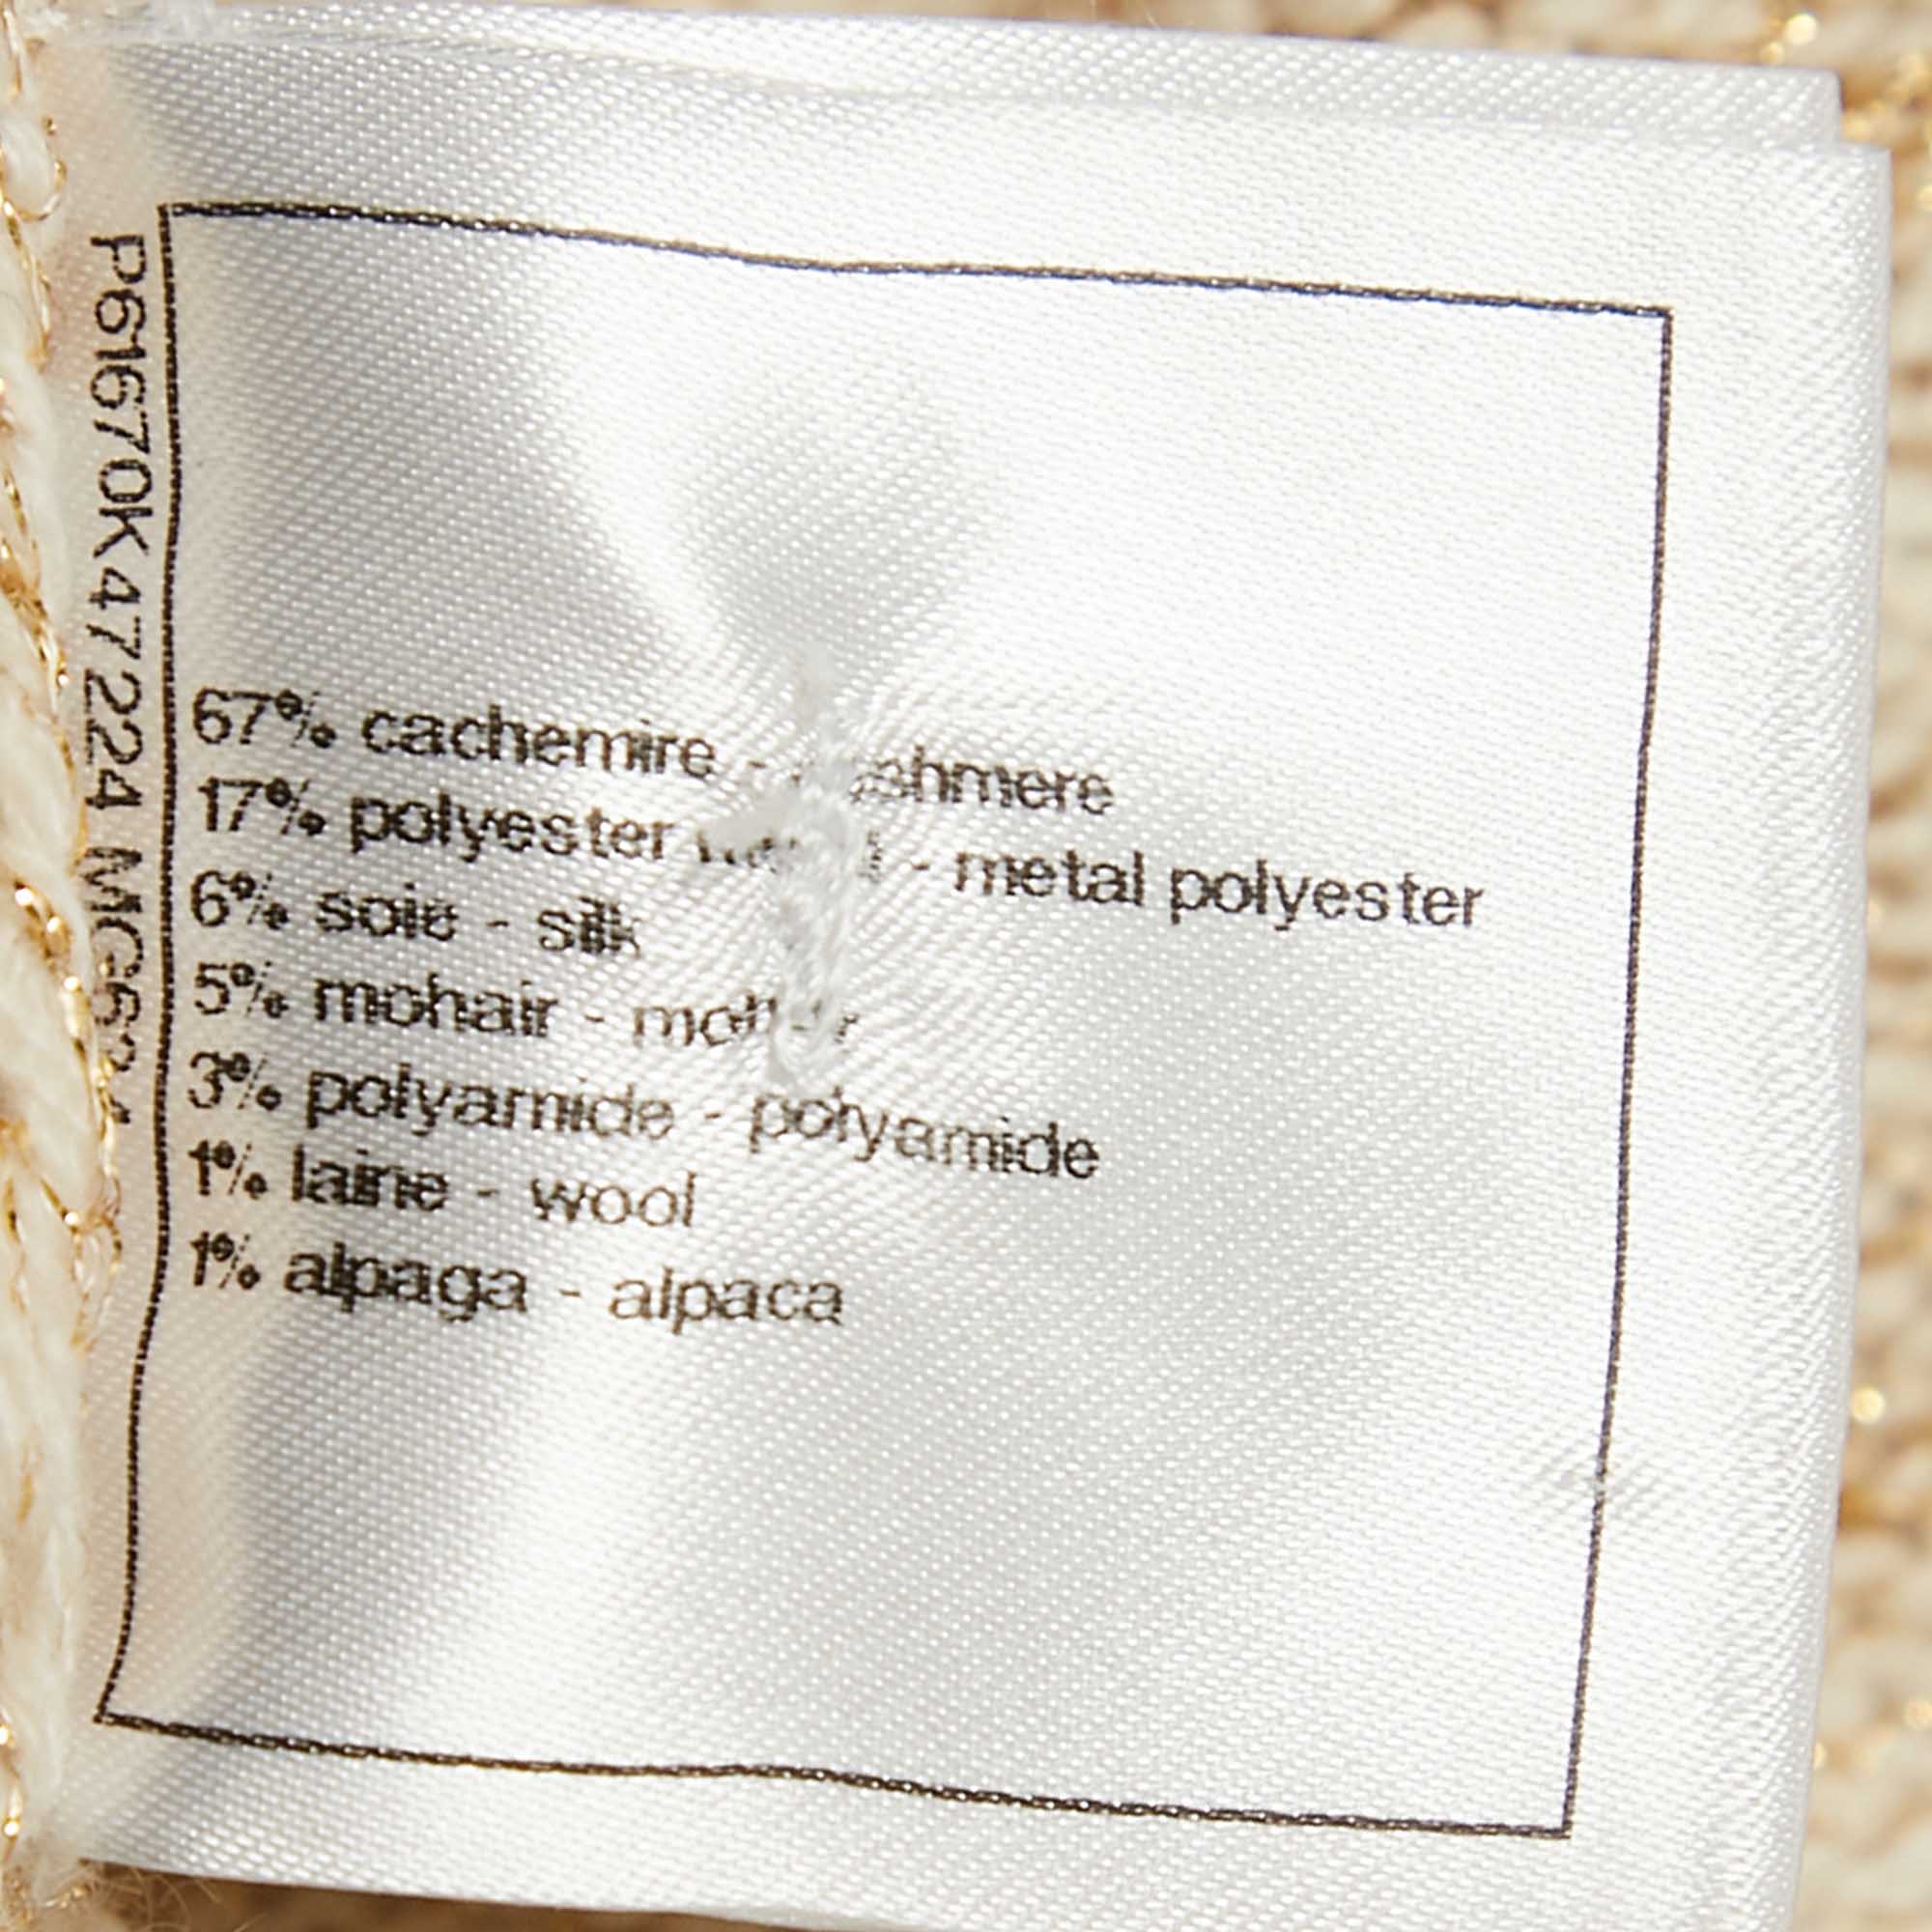 P61670K47224
67% cachemire - cashmere
17% polyester - metal polyester
6% soie - silk
5% mohair - mohair
3% polyamide - polyamide
1% laine - wool
1% alpaga - alpaca